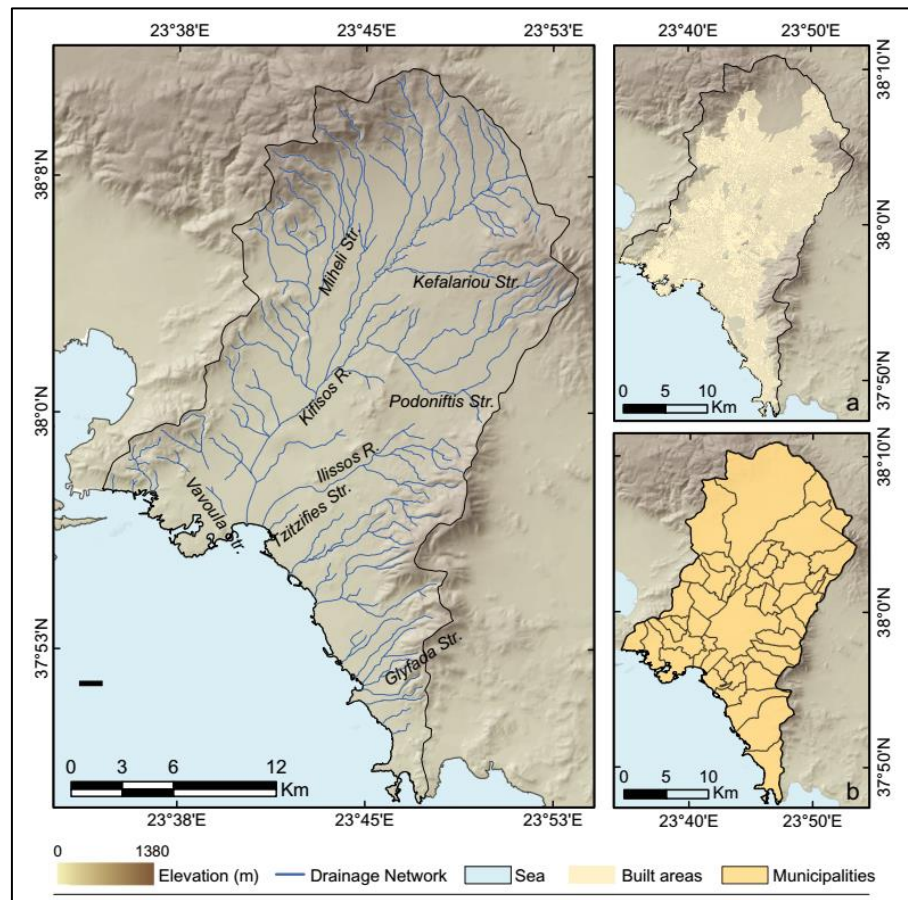 23°38'E 23°45'E 23°53'E
38°8'N
38°0'N
37°53'N
Miheli Str.
Kefalariou Str.
Kifisos R.
Podoniftis Str.
Ilissos R.
Tzitzifies Str.
Vavoula Str.
Glyfada Str.
0 3 6 12
Km
23°38'E 23°45'E 23°53'E
23°40'E 23°50'E
38°10'N
38°0'N
37°50'N
0 5 10
Km
a
38°10'N
38°0'N
37°50'N
0 5 10
Km
b
23°40'E 23°50'E
0 1380
Elevation (m) Drainage Network Sea Built areas Municipalities